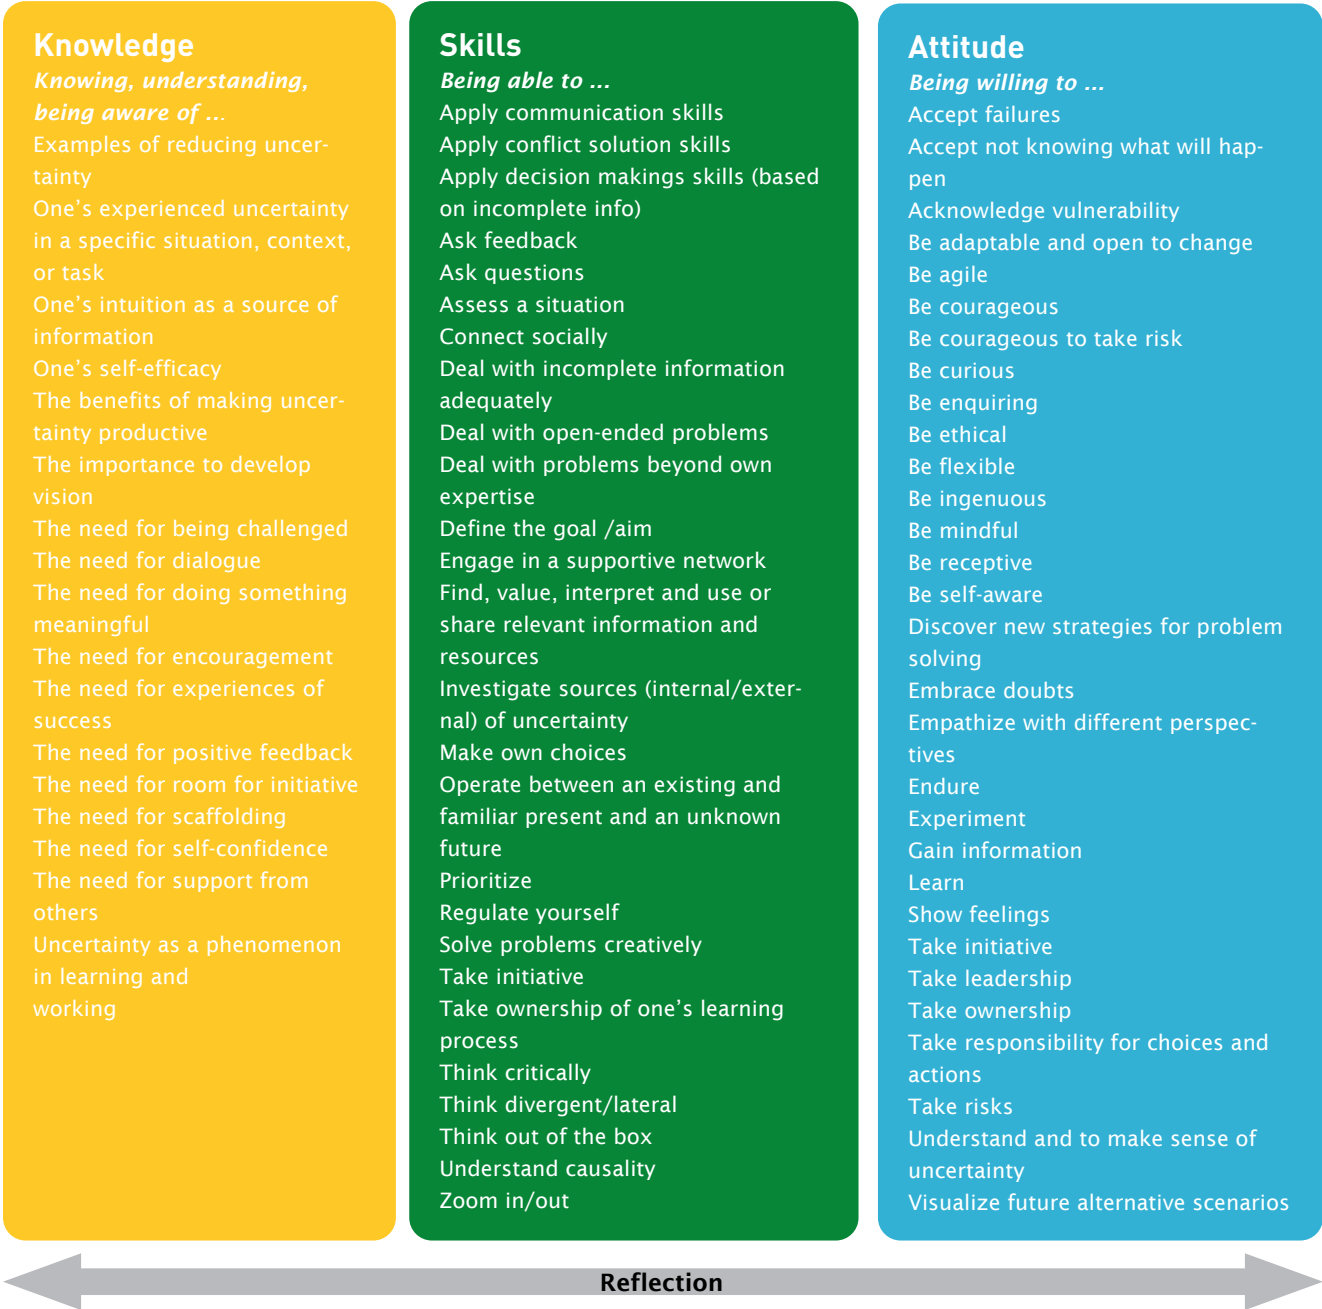 Knowledge
Knowing, understanding,
being aware of ...
Examples of reducing uncer-
tainty
One's experienced uncertainty
in a specific situation, context,
or task
One's intuition as a source of
information
One's self-efficacy
The benefits of making uncer-
tainty productive
The importance to develop
vision
The need for being challenged
The need for dialogue
The need for doing something
meaningful
The need for encouragement
The need for experiences of
success
The need for positive feedback
The need for room for initiative
The need for scaffolding
The need for self-confidence
The need for support from
others
Uncertainty as a phenomenon
in learning and
working
Skills
Being able to ...
Apply communication skills
Apply conflict solution skills
Apply decision makings skills (based
on incomplete info)
Ask feedback
Ask questions
Assess a situation
Connect socially
Deal with incomplete information
adequately
Deal with open-ended problems
Deal with problems beyond own
expertise
Define the goal /aim
Engage in a supportive network
Find, value, interpret and use or
share relevant information and
resources
Investigate sources (internal/exter-
nal) of uncertainty
Make own choices
Operate between an existing and
familiar present and an unknown
future
Prioritize
Regulate yourself
Solve problems creatively
Take initiative
Take ownership of one's learning
process
Think critically
Think divergent/lateral
Think out of the box
Understand causality
Zoom in/out
Attitude
Being willing to ...
Accept failures
Accept not knowing what will hap-
pen
Acknowledge vulnerability
Be adaptable and open to change
Be agile
Be courageous
Be courageous to take risk
Be curious
Be enquiring
Be ethical
Be flexible
Be ingenuous
Be mindful
Be receptive
Be self-aware
Discover new strategies for problem
solving
Embrace doubts
Empathize with different perspec-
tives
Endure
Experiment
Gain information
Learn
Show feelings
Take initiative
Take leadership
Take ownership
Take responsibility for choices and
actions
Take risks
Understand and to make sense of
uncertainty
Visualize future alternative scenarios
Reflection